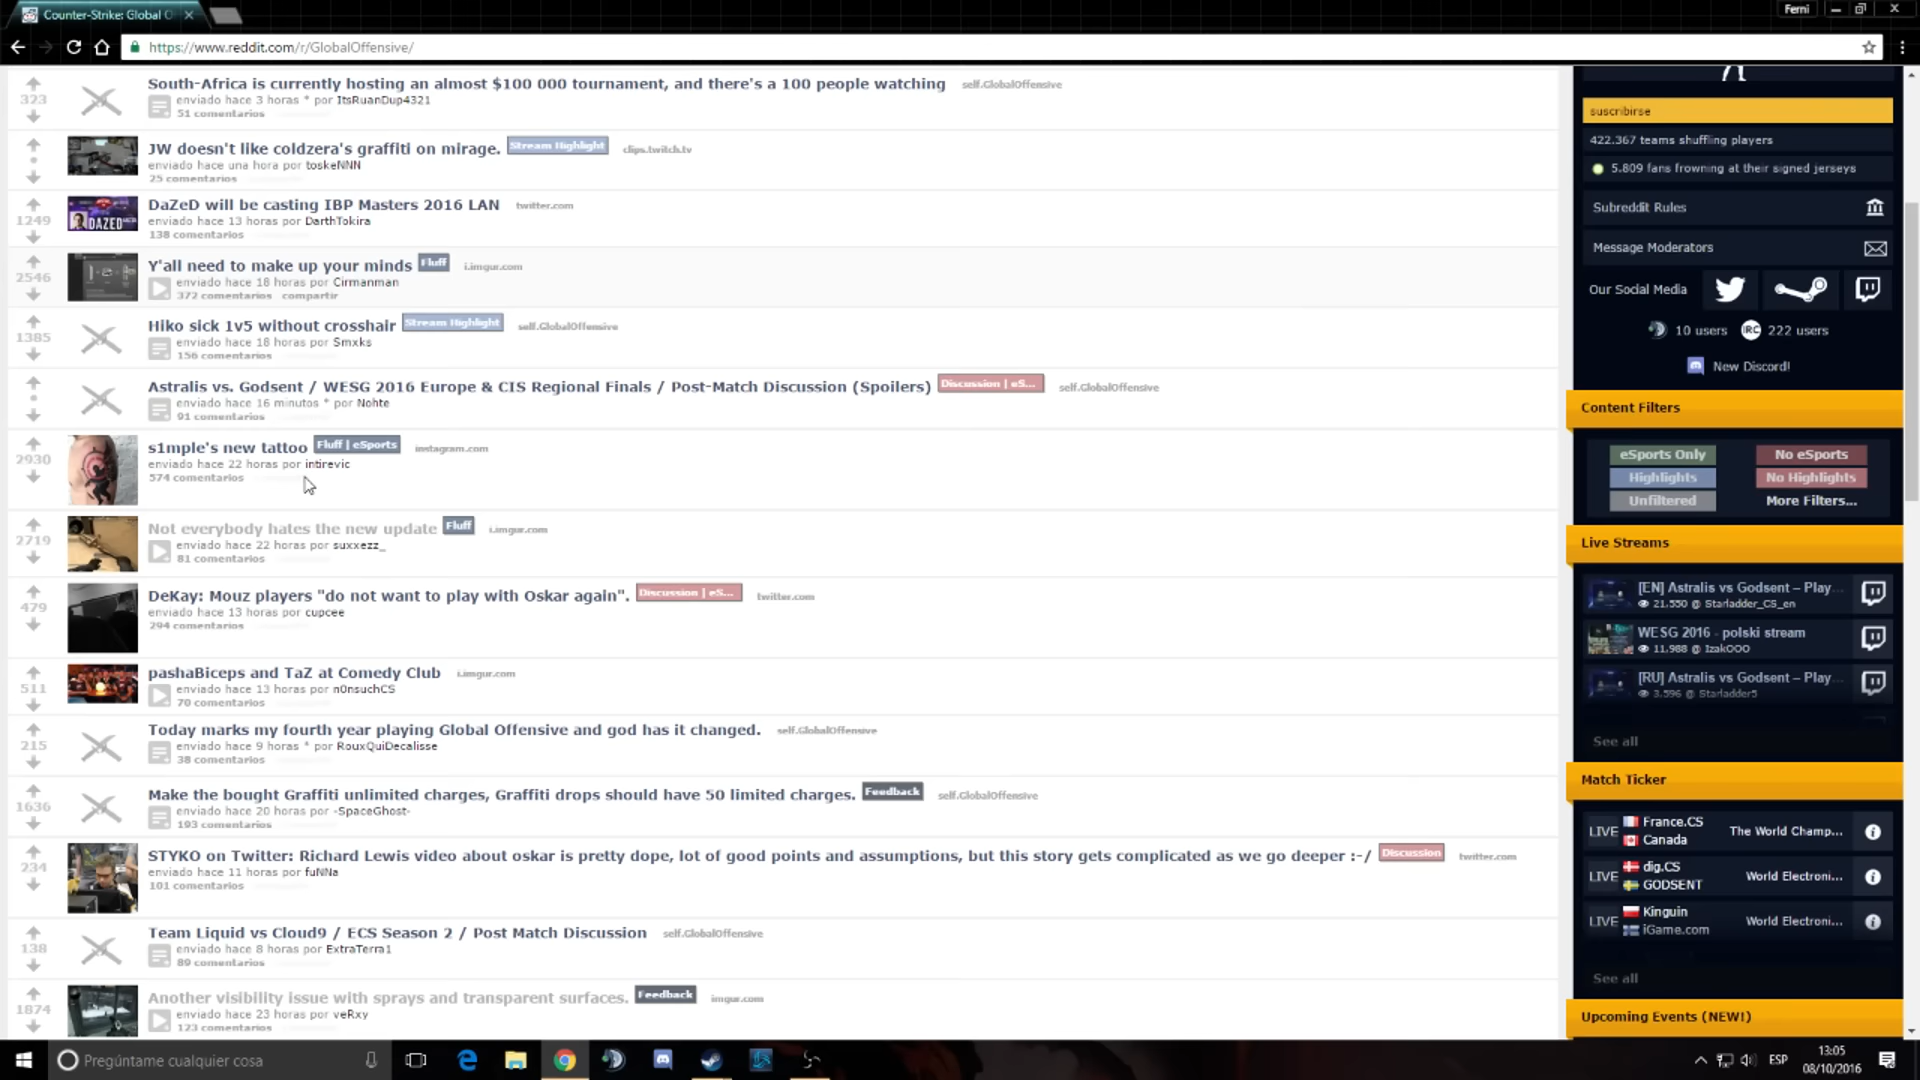 Counter-Strike: Global O
Femi
https://www.reddit.com/r/GlobalOffensive/
323
South-Africa is currently hosting an almost $100 000 tournament, and there's a 100 people watching self.GlobalOffensive
enviado hace 3 horas * por ItsRuanDup4321
51 comentarios
JW doesn't like coldzera's graffiti on mirage. Stream Highlight clips.twitch.tv
enviado hace una hora por toskeNNN
25 comentarios
1249
DaZeD will be casting IBP Masters 2016 LAN twitter.com
enviado hace 13 horas por DarthTokira
138 comentarios
DAZED
2546
Y'all need to make up your minds Fluff i.imgur.com
enviado hace 18 horas por Cirmanman
372 comentarios compartir
1385
Hiko sick 1v5 without crosshair Stream Highlight self.GlobalOffensive
enviado hace 18 horas por Smxks
156 comentarios
Astralis vs. Godsent / WESG 2016 Europe & CIS Regional Finals / Post-Match Discussion (Spoilers) Discussion | eS... self.GlobalOffensive
enviado hace 16 minutos * por Nohte
91 comentarios
2930
s1mple's new tattoo Fluff | eSports instagram.com
enviado hace 22 horas por intirevic
574 comentarios
2719
Not everybody hates the new update Fluff i.imgur.com
enviado hace 22 horas por suxxezz_
81 comentarios
479
DeKay: Mouz players "do not want to play with Oskar again". Discussion | eS... twitter.com
enviado hace 13 horas por cupcee
294 comentarios
511
pashaBiceps and TaZ at Comedy Club i.imgur.com
enviado hace 13 horas por n0nsuchCS
70 comentarios
215
Today marks my fourth year playing Global Offensive and god has it changed. self.GlobalOffensive
enviado hace 9 horas * por RouxQuiDecalisse
38 comentarios
1636
Make the bought Graffiti unlimited charges, Graffiti drops should have 50 limited charges. Feedback self.GlobalOffensive
enviado hace 20 horas por -SpaceGhost-
193 comentarios
234
STYKO on Twitter: Richard Lewis video about oskar is pretty dope, lot of good points and assumptions, but this story gets complicated as we go deeper :-/ Discussion twitter.com
enviado hace 11 horas por fuNNa
101 comentarios
138
Team Liquid vs Cloud9 / ECS Season 2 / Post Match Discussion self.GlobalOffensive
enviado hace 8 horas por ExtraTerra1
89 comentarios
1874
Another visibility issue with sprays and transparent surfaces. Feedback imgur.com
enviado hace 23 horas por veRxy
123 comentarios
suscribirse
422.367 teams shuffling players
5.809 fans frowning at their signed jerseys
Subreddit Rules
Message Moderators
Our Social Media
10 users IRC 222 users
New Discord!
Content Filters
eSports Only No eSports
Highlights No Highlights
Unfiltered More Filters...
Live Streams
[EN] Astralis vs Godsent – Play...
21.550 @ Starladder_CS_en
WESG 2016 - polski stream
11.988 @ IzakOOO
[RU] Astralis vs Godsent – Play...
3.596 @ Starladder5
See all
Match Ticker
LIVE France.CS Canada The World Champ...
LIVE dig.CS GODSENT World Electroni...
LIVE Kinguin iGame.com World Electroni...
See all
Upcoming Events (NEW!)
Pregúntame cualquier cosa
ESP
13:05
08/10/2016